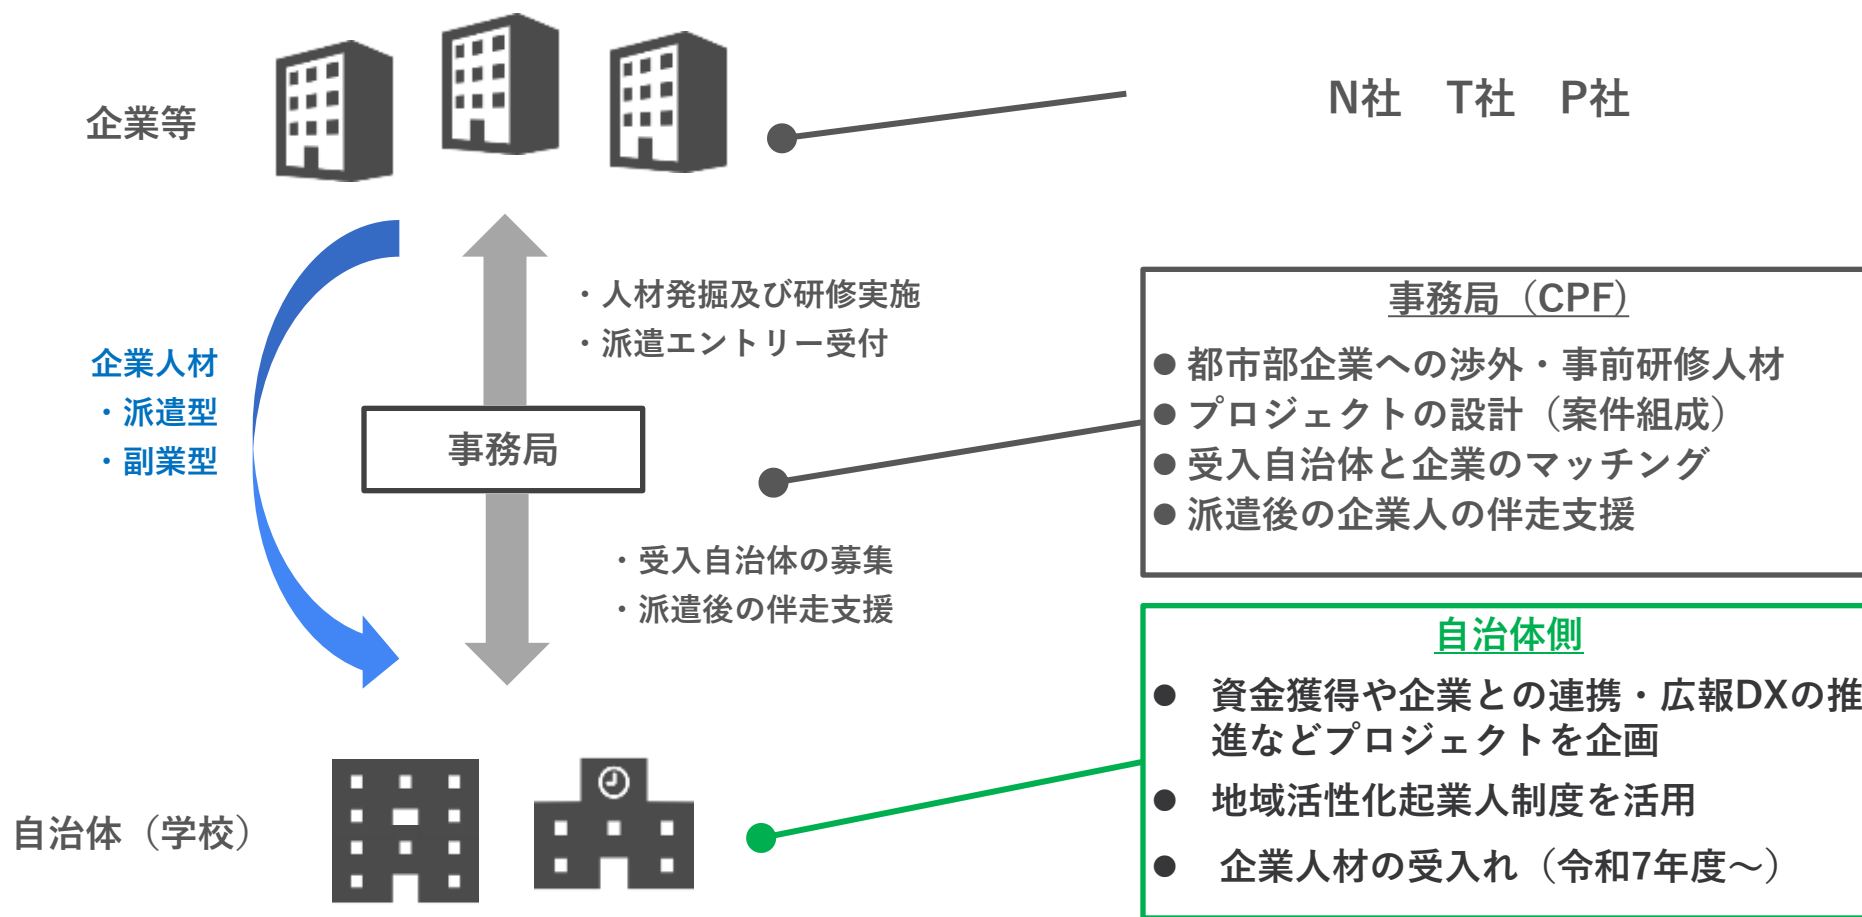 企業等
N社　T社　P社
・人材発掘及び研修実施
・派遣エントリー受付
企業人材
・派遣型
・副業型
事務局
・受入自治体の募集
・派遣後の伴走支援
事務局（CPF）
● 都市部企業への渉外・事前研修人材
● プロジェクトの設計（案件組成）
● 受入自治体と企業のマッチング
● 派遣後の企業人の伴走支援
自治体（学校）
自治体側
● 資金獲得や企業との連携・広報DXの推
進などプロジェクトを企画
● 地域活性化起業人制度を活用
● 企業人材の受入れ（令和7年度～）